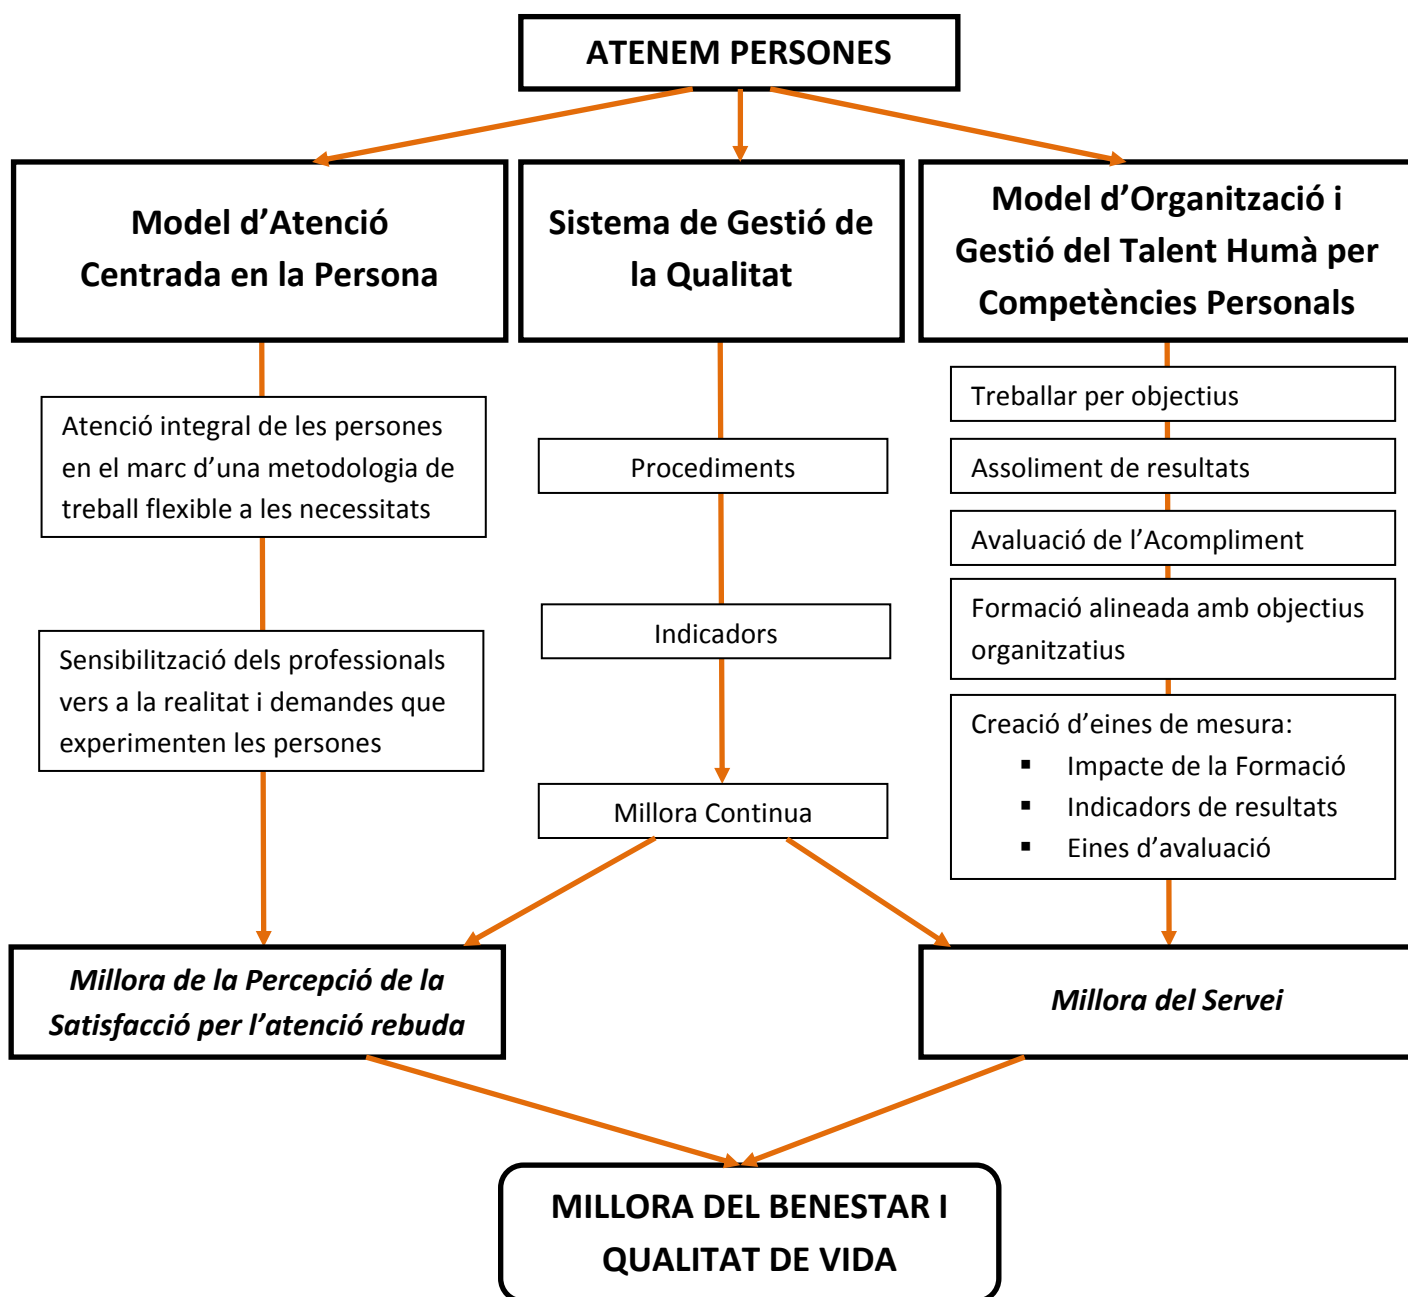 ATENEM PERSONES
Model d’Atenció
Centrada en la Persona
Sistema de Gestió de
la Qualitat
Model d’Organització i
Gestió del Talent Humà per
Competències Personals
Atenció integral de les persones
en el marc d’una metodologia de
treball flexible a les necessitats
Sensibilització dels professionals
vers a la realitat i demandes que
experimenten les persones
Procediments
Indicadors
Millora Continua
Treballar per objectius
Assoliment de resultats
Avaluació de l’Acompliment
Formació alineada amb objectius
organitzatius
Creació d’eines de mesura:
▪ Impacte de la Formació
▪ Indicadors de resultats
▪ Eines d’avaluació
Millora de la Percepció de la
Satisfacció per l’atenció rebuda
Millora del Servei
MILLORA DEL BENESTAR I
QUALITAT DE VIDA